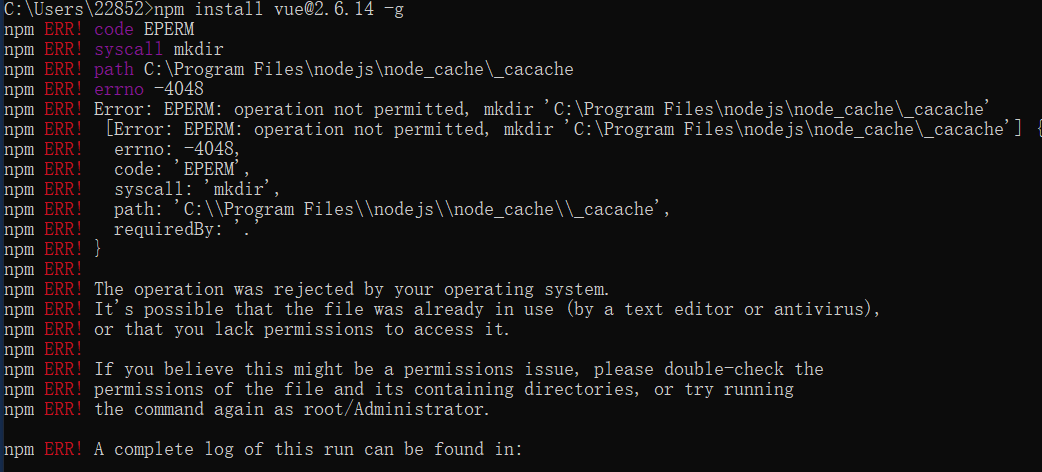 C:\Users\22852>npm install vue@2.6.14 -g
npm ERR! code EPERM
npm ERR! syscall mkdir
npm ERR! path C:\Program Files\nodejs\node_cache\_cacache
npm ERR! errno -4048
npm ERR! Error: EPERM: operation not permitted, mkdir 'C:\Program Files\nodejs\node_cache\_cacache'
npm ERR!  [Error: EPERM: operation not permitted, mkdir 'C:\Program Files\nodejs\node_cache\_cacache'] {
npm ERR!   errno: -4048,
npm ERR!   code: 'EPERM',
npm ERR!   syscall: 'mkdir',
npm ERR!   path: 'C:\\Program Files\\nodejs\\node_cache\\_cacache',
npm ERR!   requiredBy: '.'
npm ERR! }
npm ERR!
npm ERR! The operation was rejected by your operating system.
npm ERR! It's possible that the file was already in use (by a text editor or antivirus),
npm ERR! or that you lack permissions to access it.
npm ERR!
npm ERR! If you believe this might be a permissions issue, please double-check the
npm ERR! permissions of the file and its containing directories, or try running
npm ERR! the command again as root/Administrator.
npm ERR! A complete log of this run can be found in: